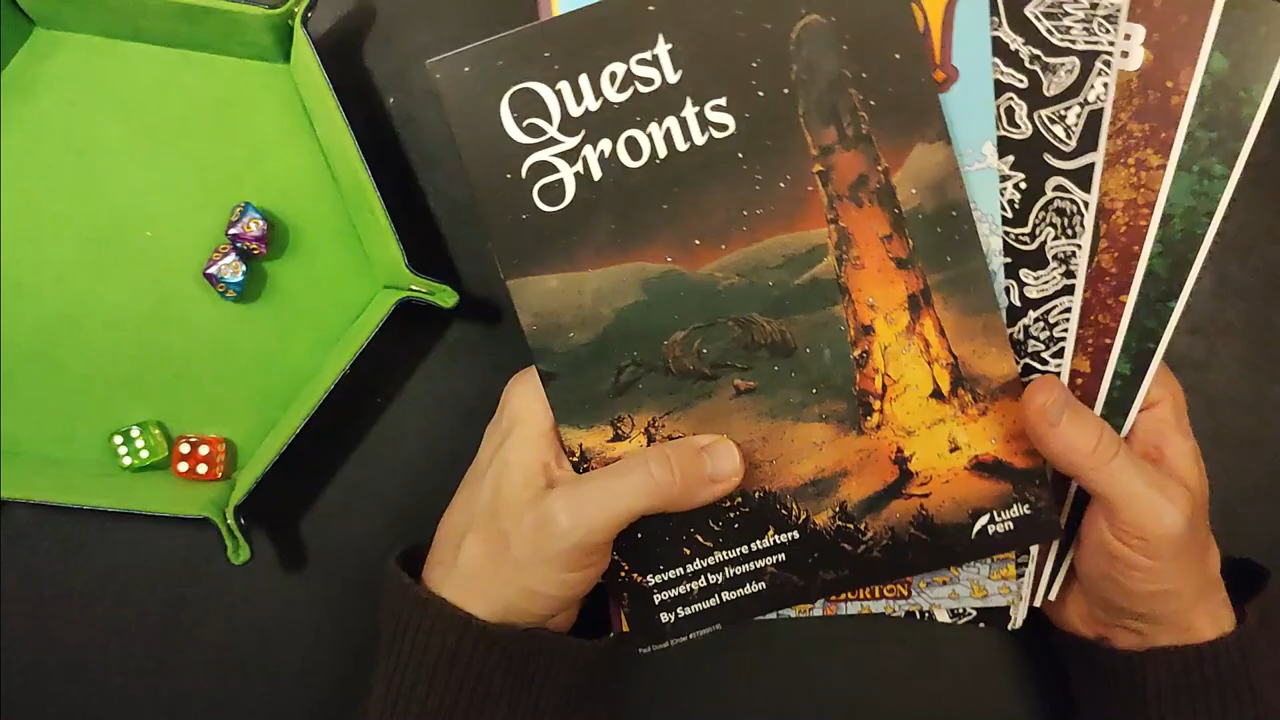 Quest
Fronts
Ludic
pen
Seven adventure starters
powered by Ironsworn
By Samuel Rondón
BURTON